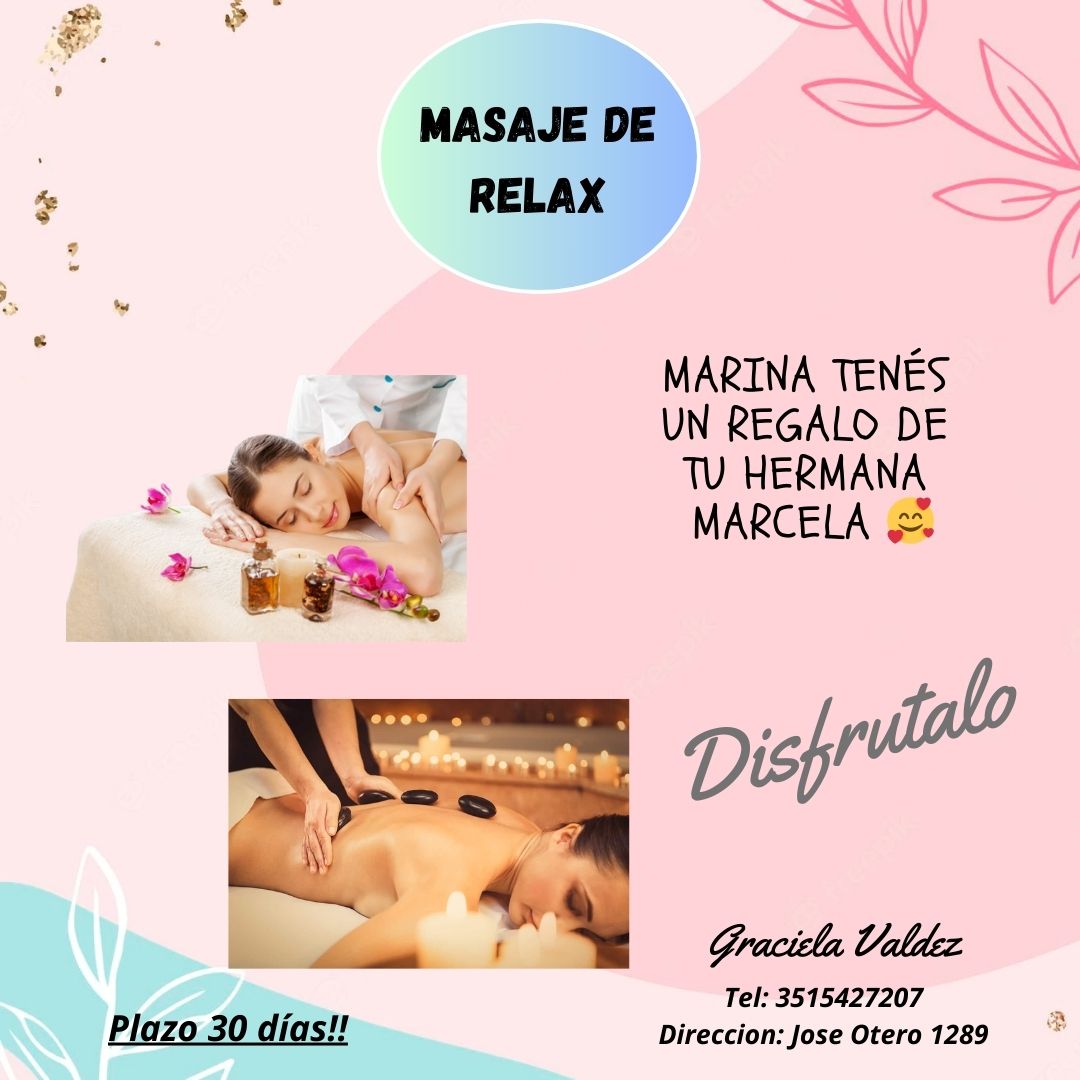 MASAJE DE
RELAX
MARINA TENÉS
UN REGALO DE
TU HERMANA
MARCELA 🥰
Disfrutalo
Graciela Valdez
Tel: 3515427207
Direccion: Jose Otero 1289
Plazo 30 días!!
freepik